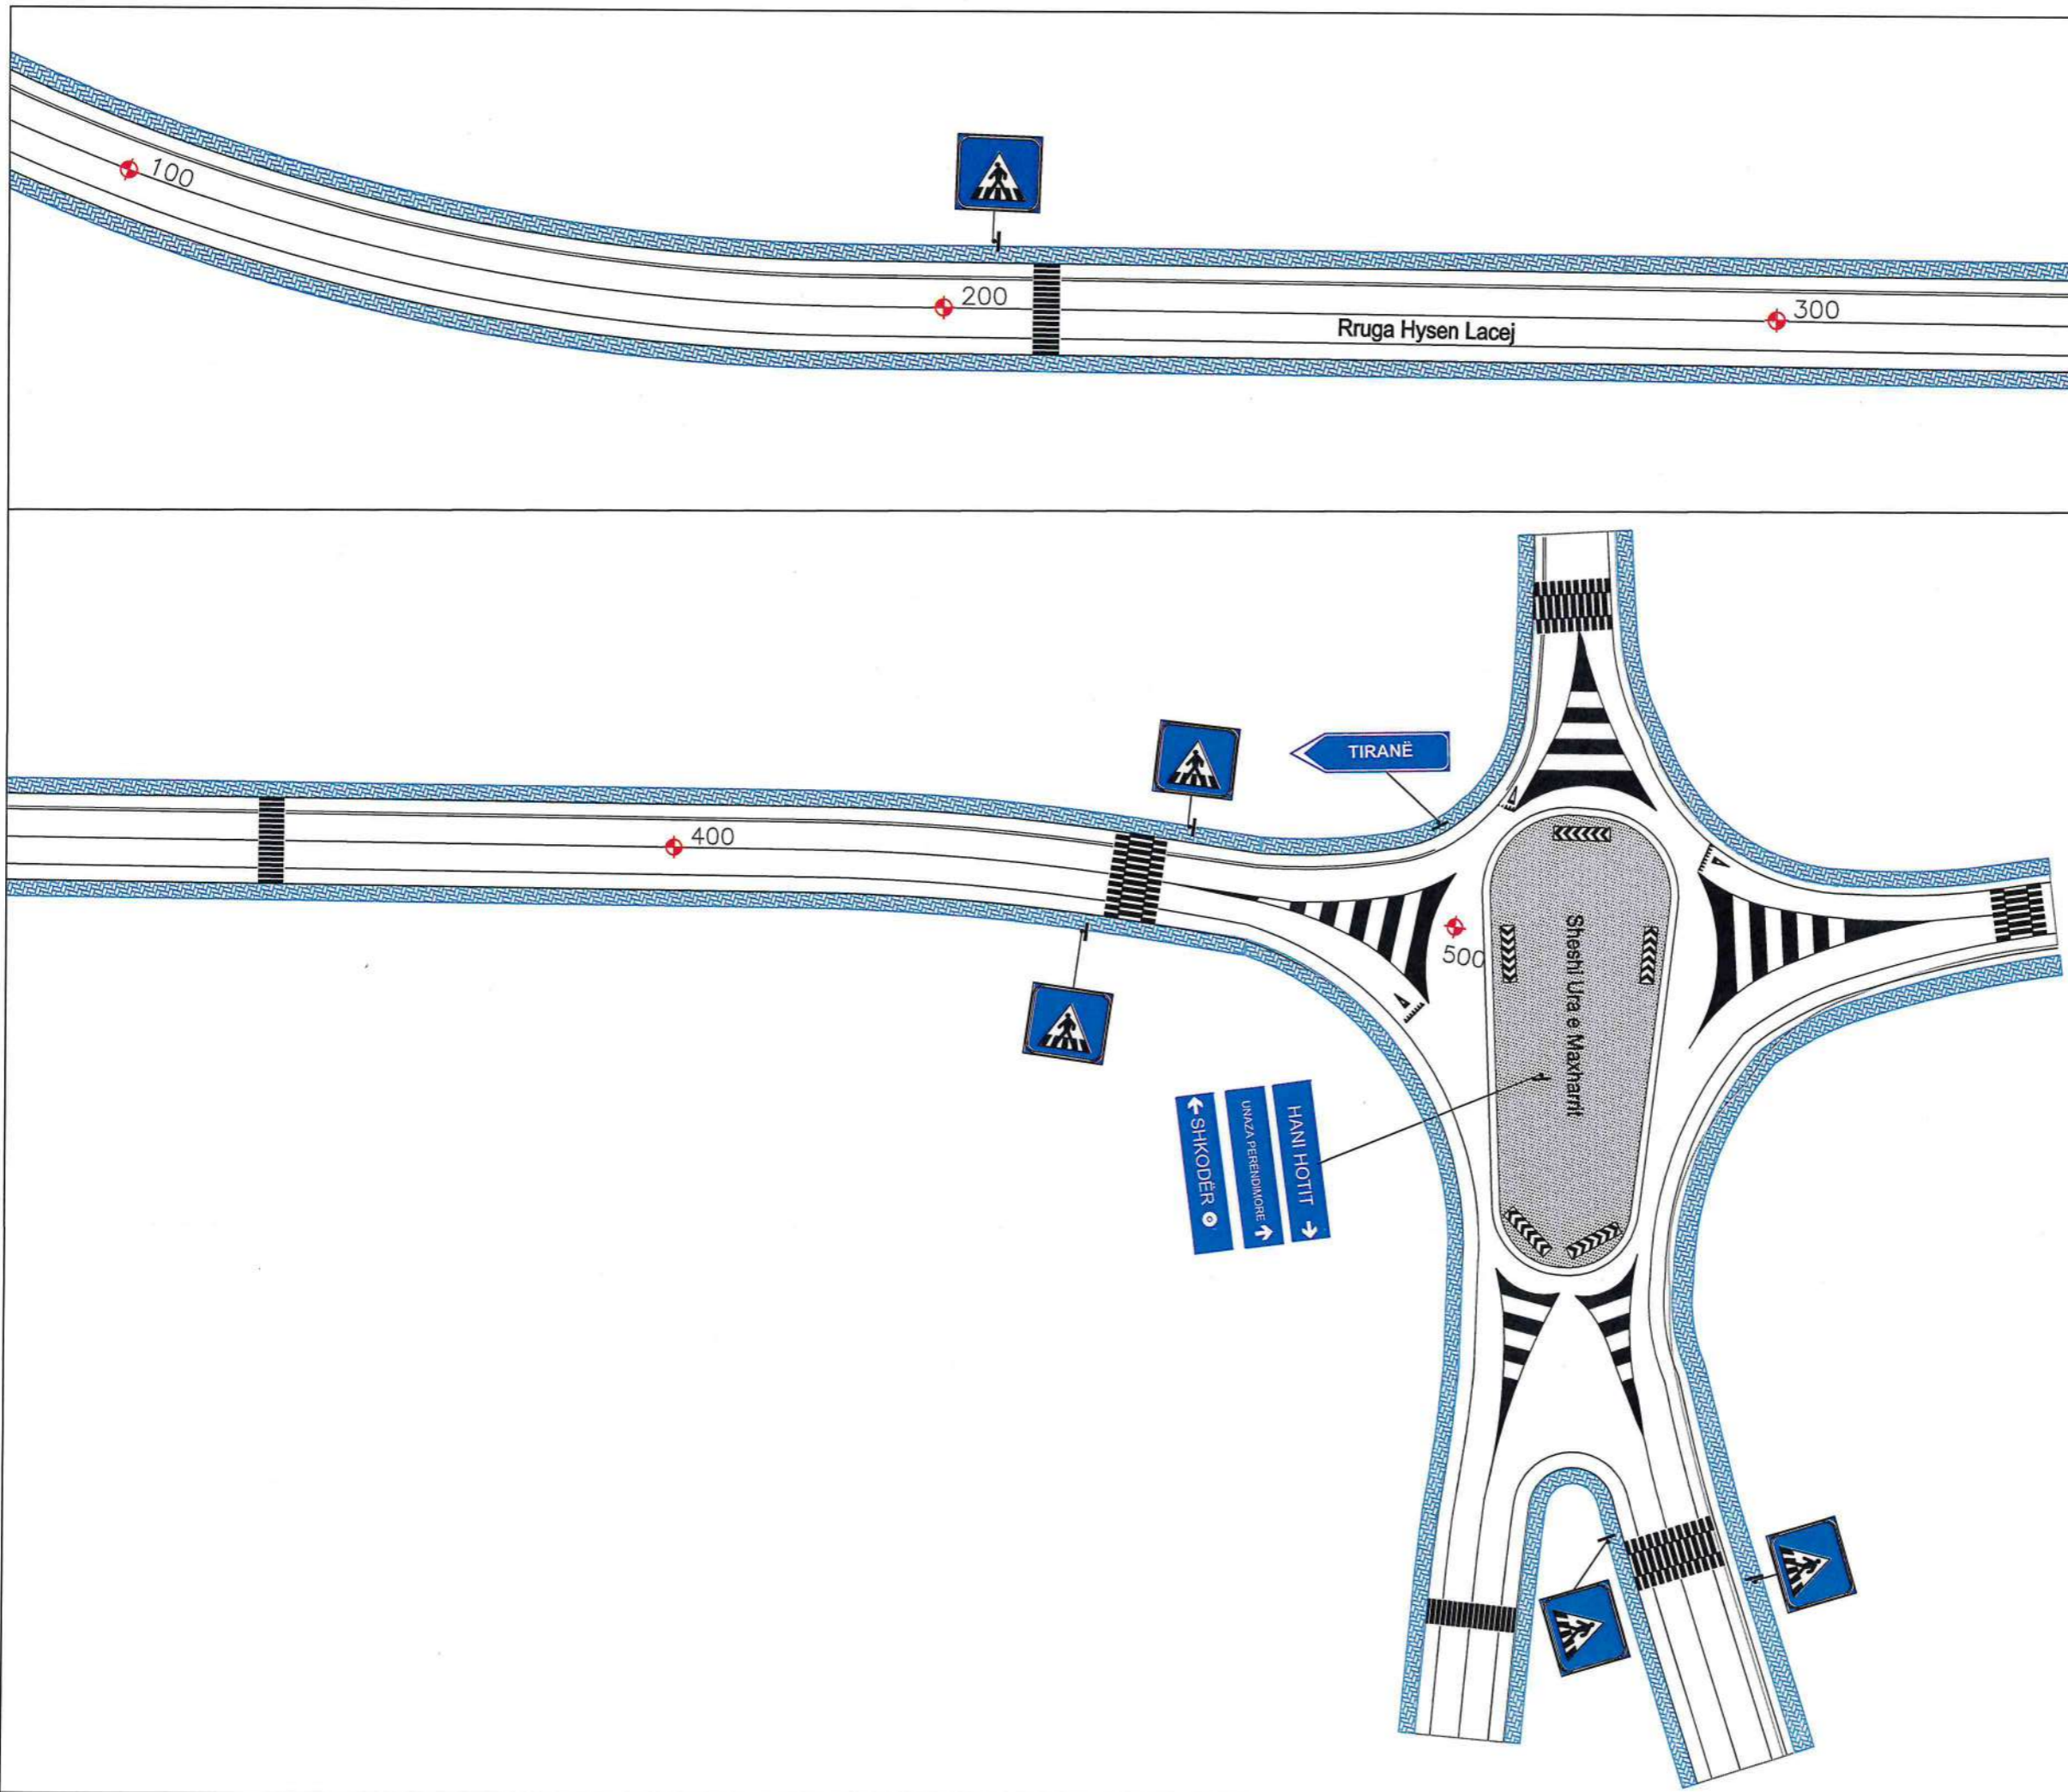 100
200
300
Rruga Hysen Lacej
TIRANË
400
500
Sheshi Ura e Maxharrit
HANI HOTIT
UNAZA PERENDIMORE
SHKODËR